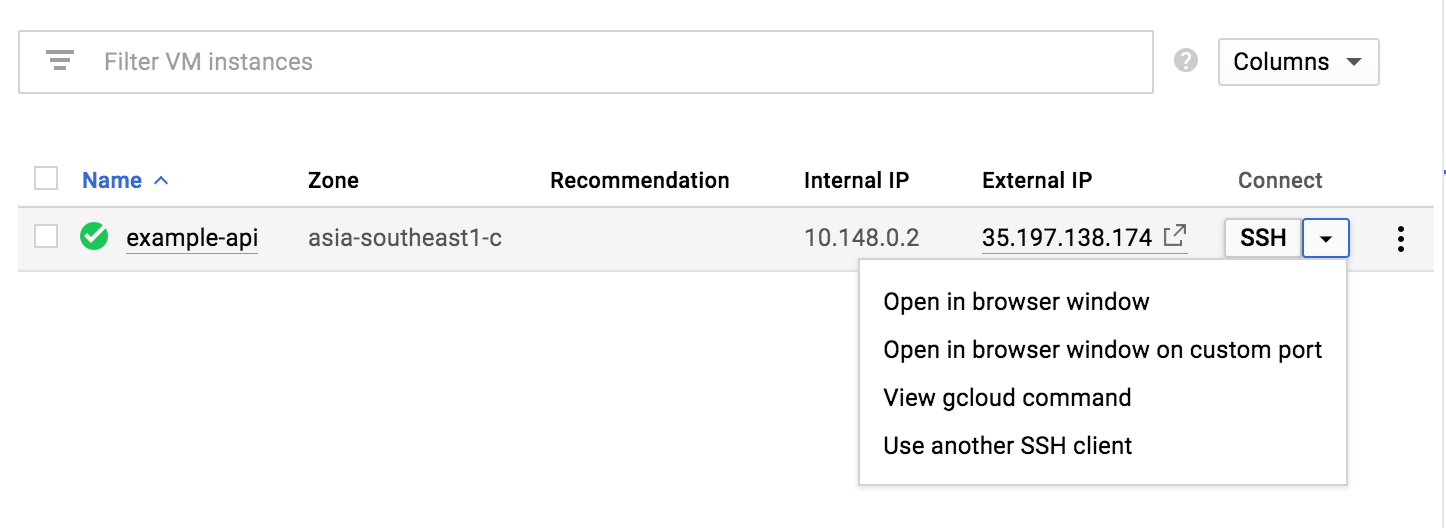 Filter VM instances ? Columns
Name Zone Recommendation Internal IP External IP Connect
example-api asia-southeast1-c 10.148.0.2 35.197.138.174 SSH
Open in browser window
Open in browser window on custom port
View gcloud command
Use another SSH client